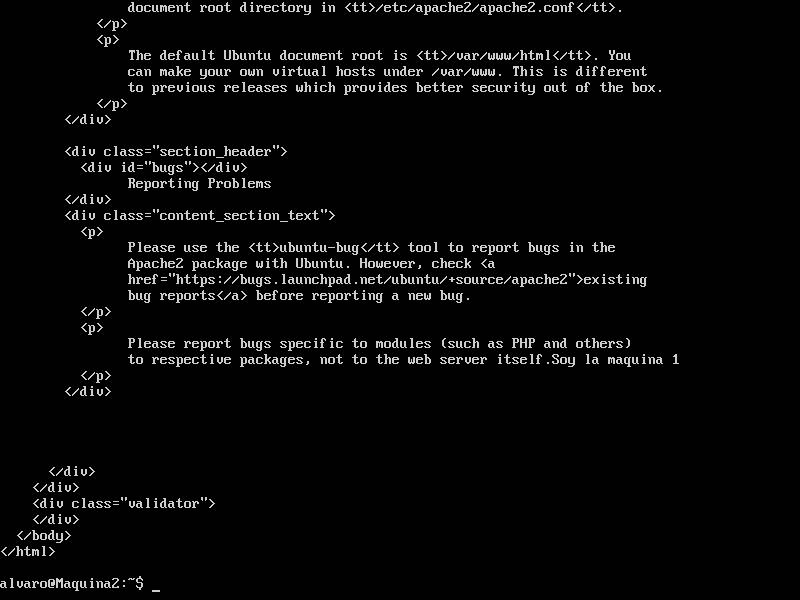 document root directory in <tt>/etc/apache2/apache2.conf</tt>.
</p>
<p>
The default Ubuntu document root is <tt>/var/www/html</tt>. You
can make your own virtual hosts under /var/www. This is different
to previous releases which provides better security out of the box.
</p>
</div>
<div class="section_header">
<div id="bugs"></div>
Reporting Problems
</div>
<div class="content_section_text">
<p>
Please use the <tt>ubuntu-bug</tt> tool to report bugs in the
Apache2 package with Ubuntu. However, check <a
href="https://bugs.launchpad.net/ubuntu/+source/apache2">existing
bug reports</a> before reporting a new bug.
</p>
<p>
Please report bugs specific to modules (such as PHP and others)
to respective packages, not to the web server itself.Soy la maquina 1
</p>
</div>
</div>
</div>
<div class="validator">
</div>
</body>
</html>
alvaro@Maquina2:~$ _